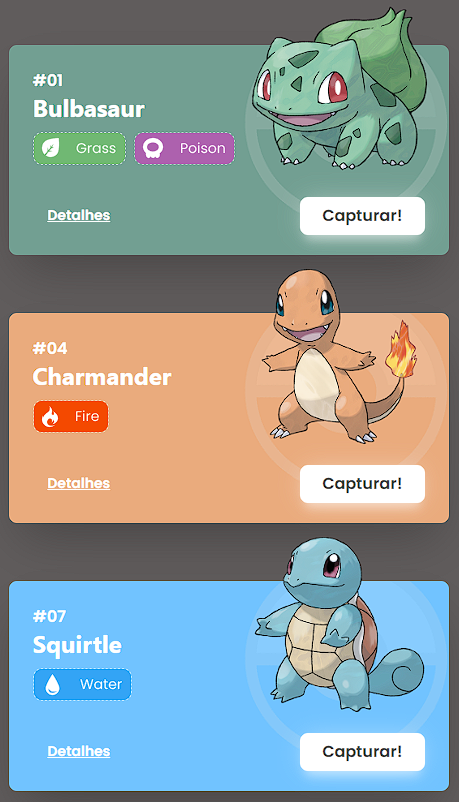 #01
Bulbasaur
Grass Poison
Detalhes Capturar!
#04
Charmander
Fire
Detalhes Capturar!
#07
Squirtle
Water
Detalhes Capturar!